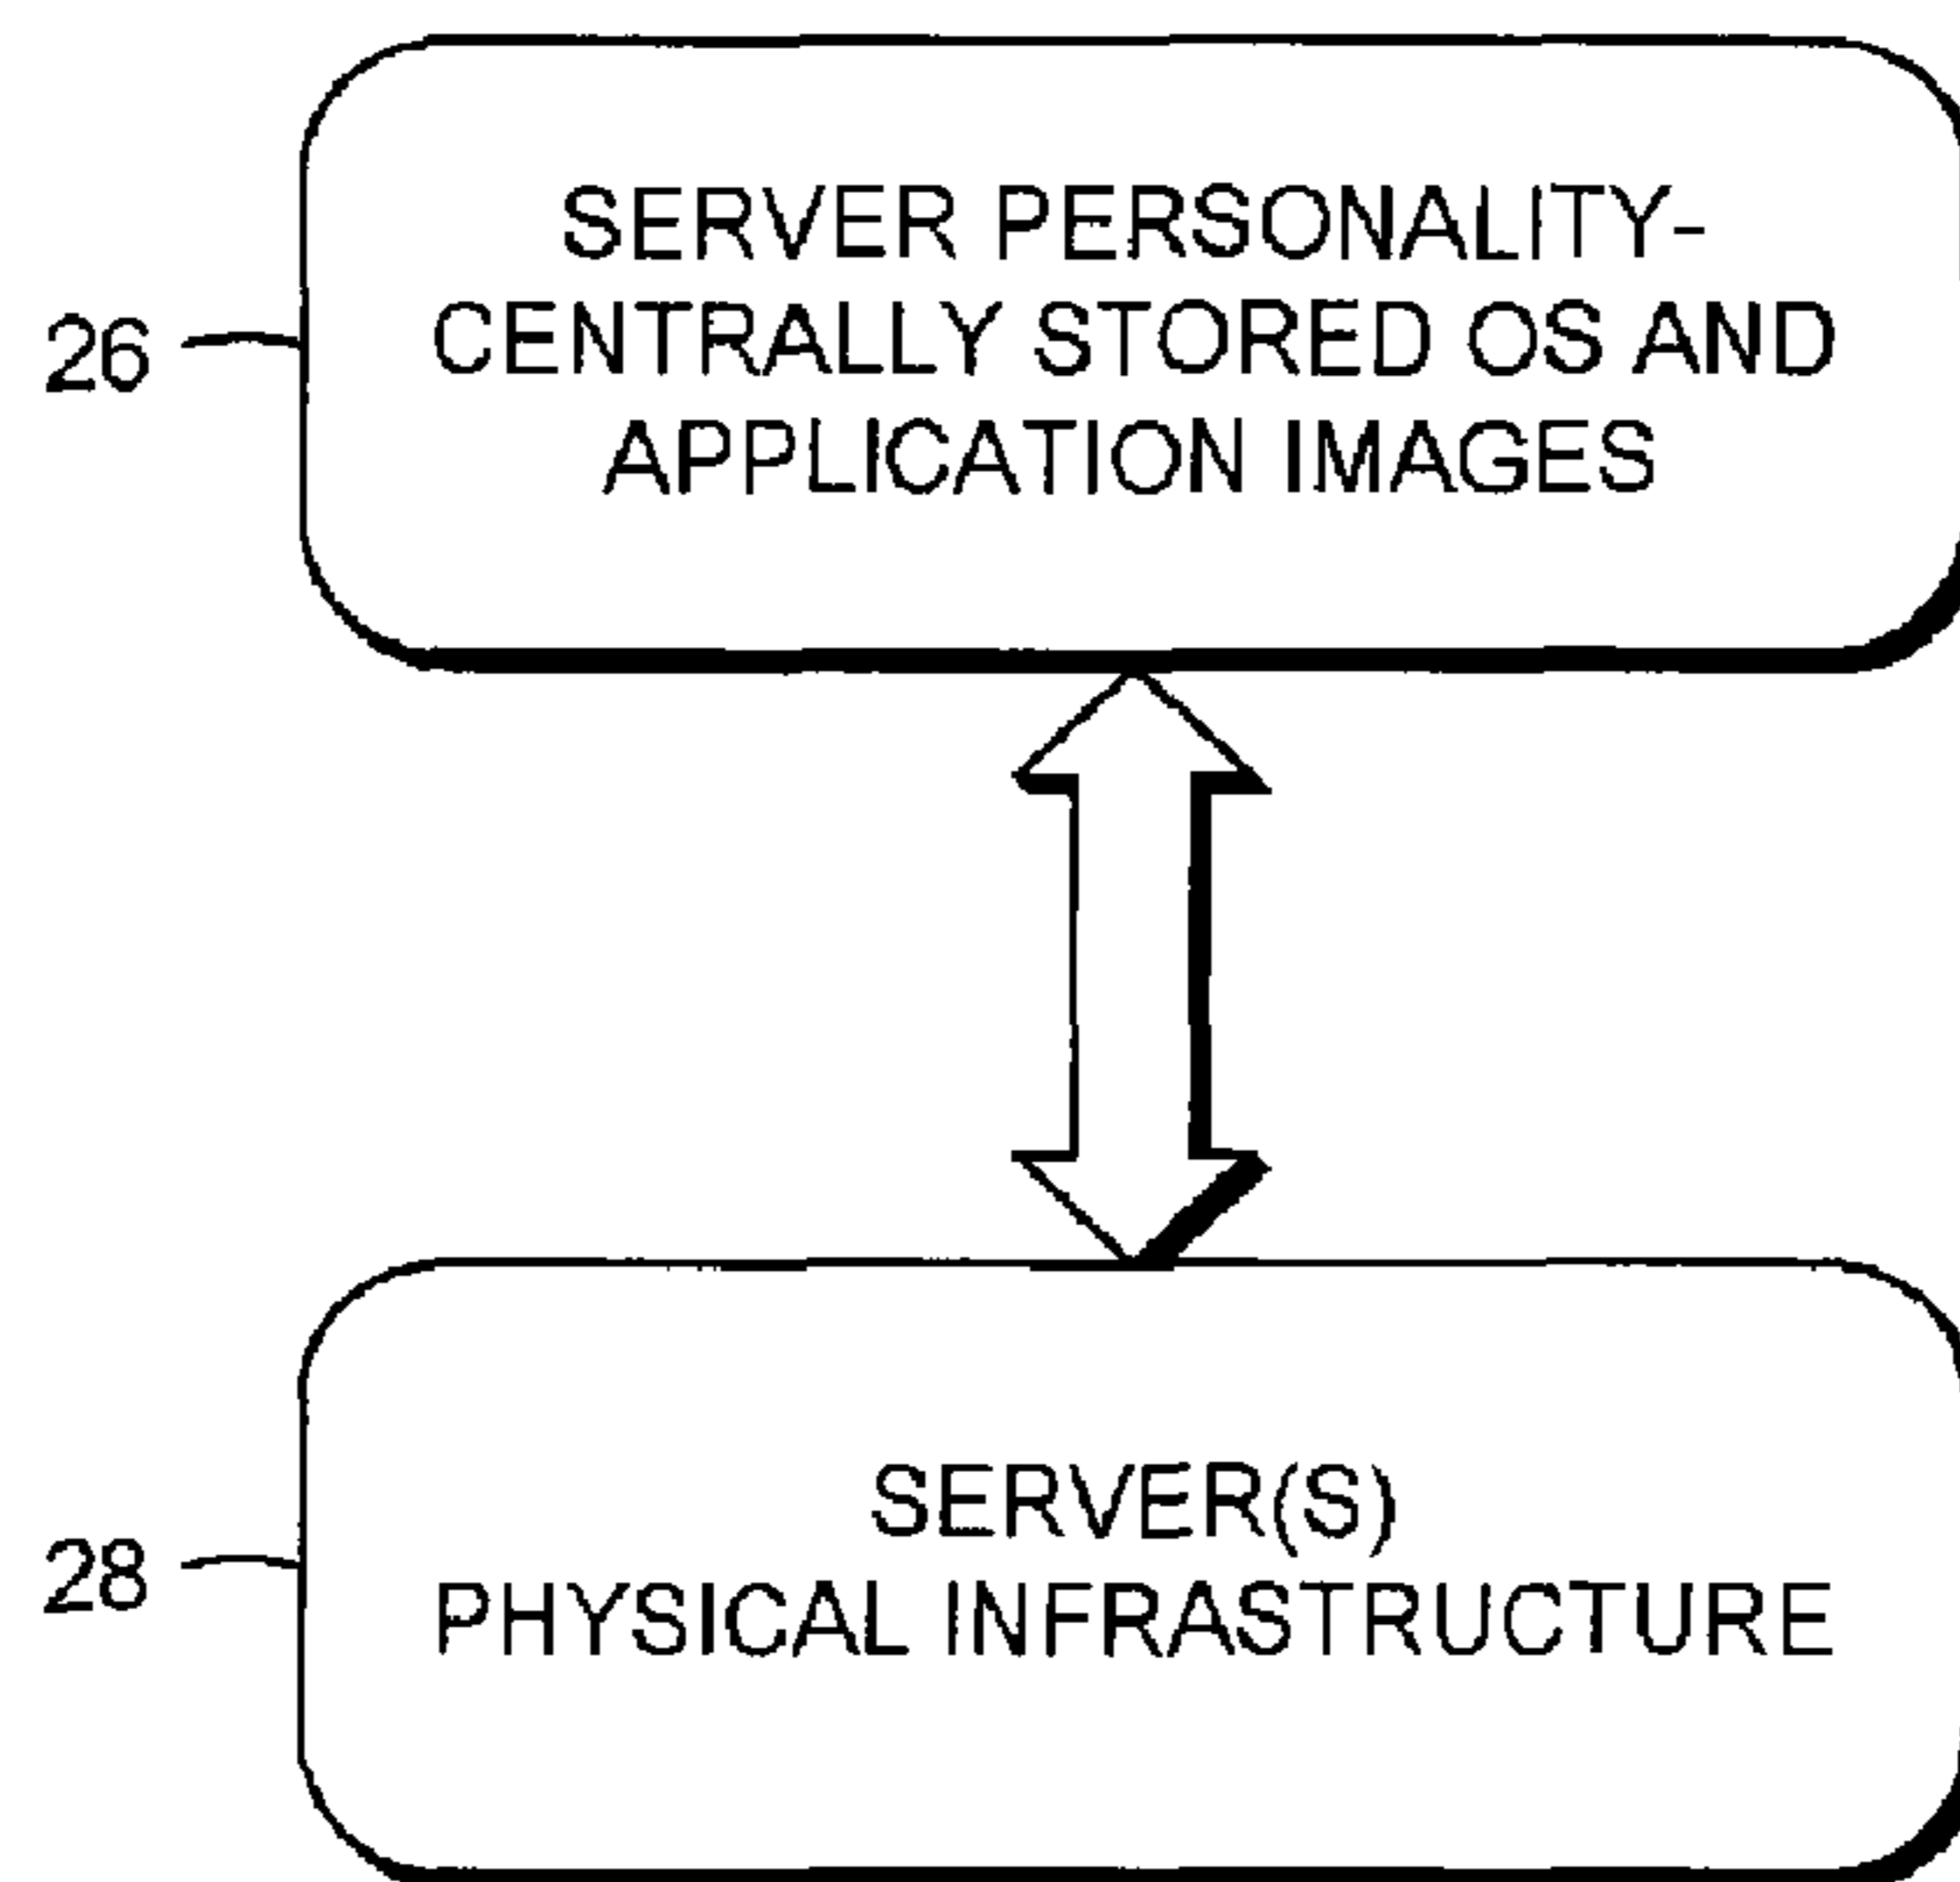 SERVER PERSONALITY-
CENTRALLY STORED OS AND
APPLICATION IMAGES
26
SERVER(S)
PHYSICAL INFRASTRUCTURE
28